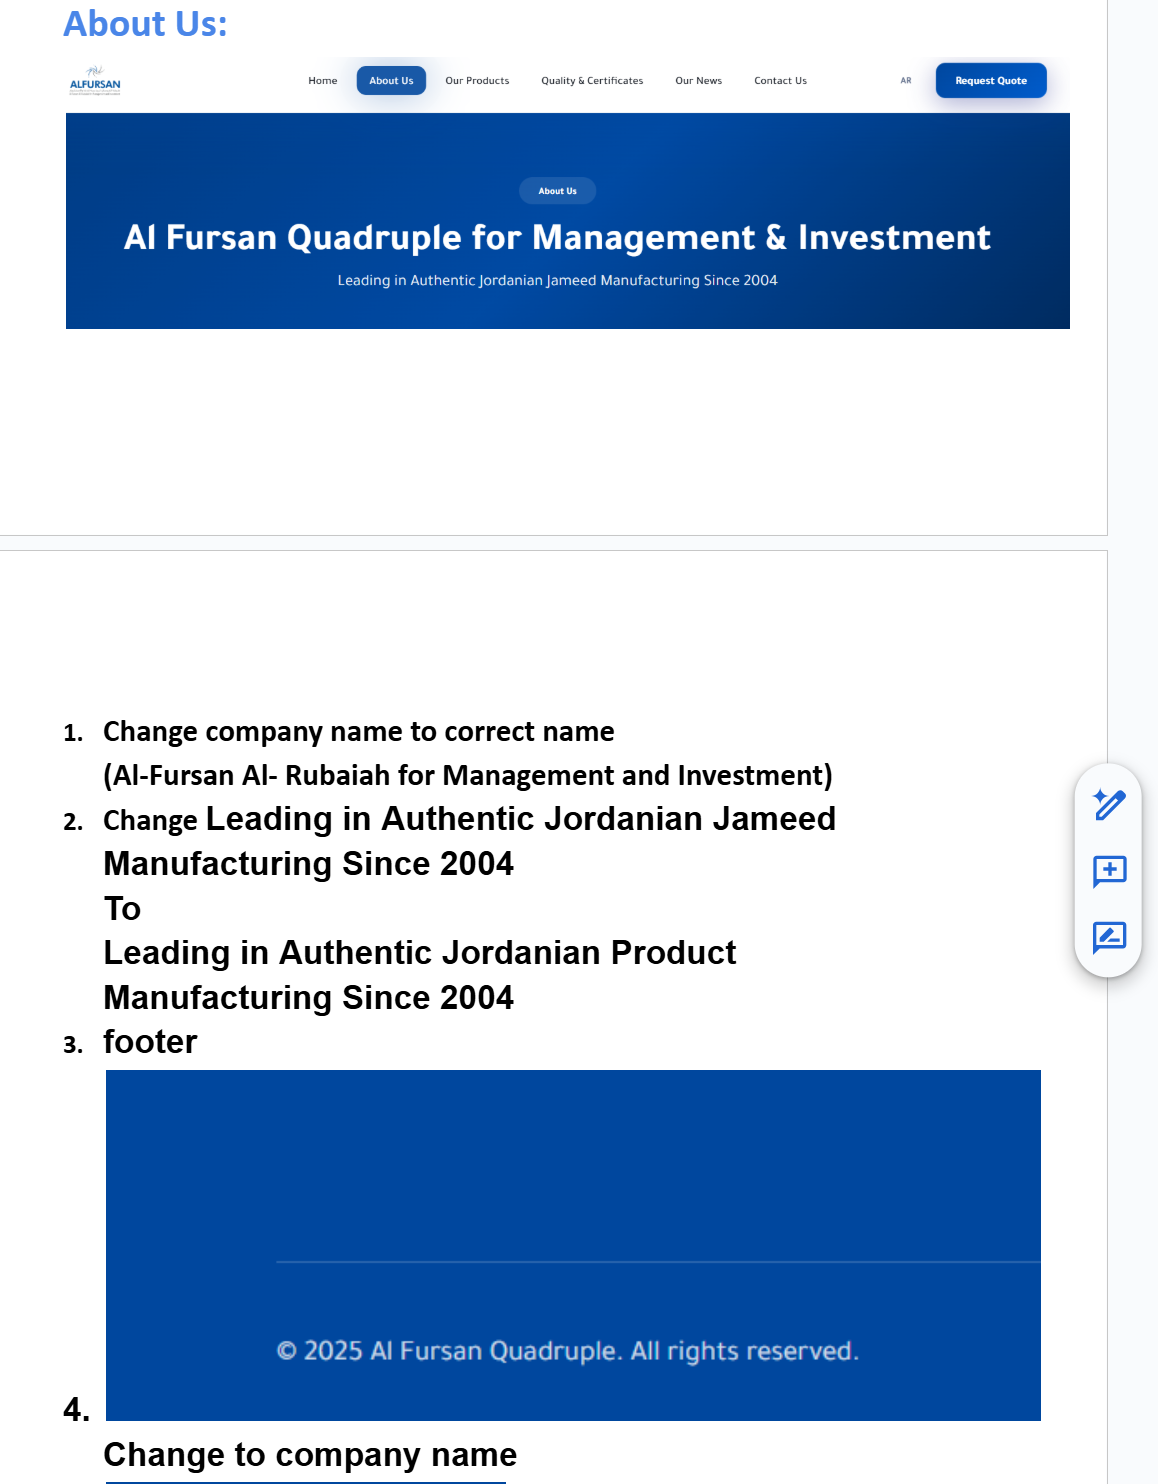 About Us:
ALFURSAN
Home
About Us
Our Products
Quality & Certificates
Our News
Contact Us
AR
Request Quote
About Us
Al Fursan Quadruple for Management & Investment
Leading in Authentic Jordanian Jameed Manufacturing Since 2004
1. Change company name to correct name
(Al-Fursan Al- Rubaiah for Management and Investment)
2. Change Leading in Authentic Jordanian Jameed
Manufacturing Since 2004
To
Leading in Authentic Jordanian Product
Manufacturing Since 2004
3. footer
© 2025 Al Fursan Quadruple. All rights reserved.
4.
Change to company name